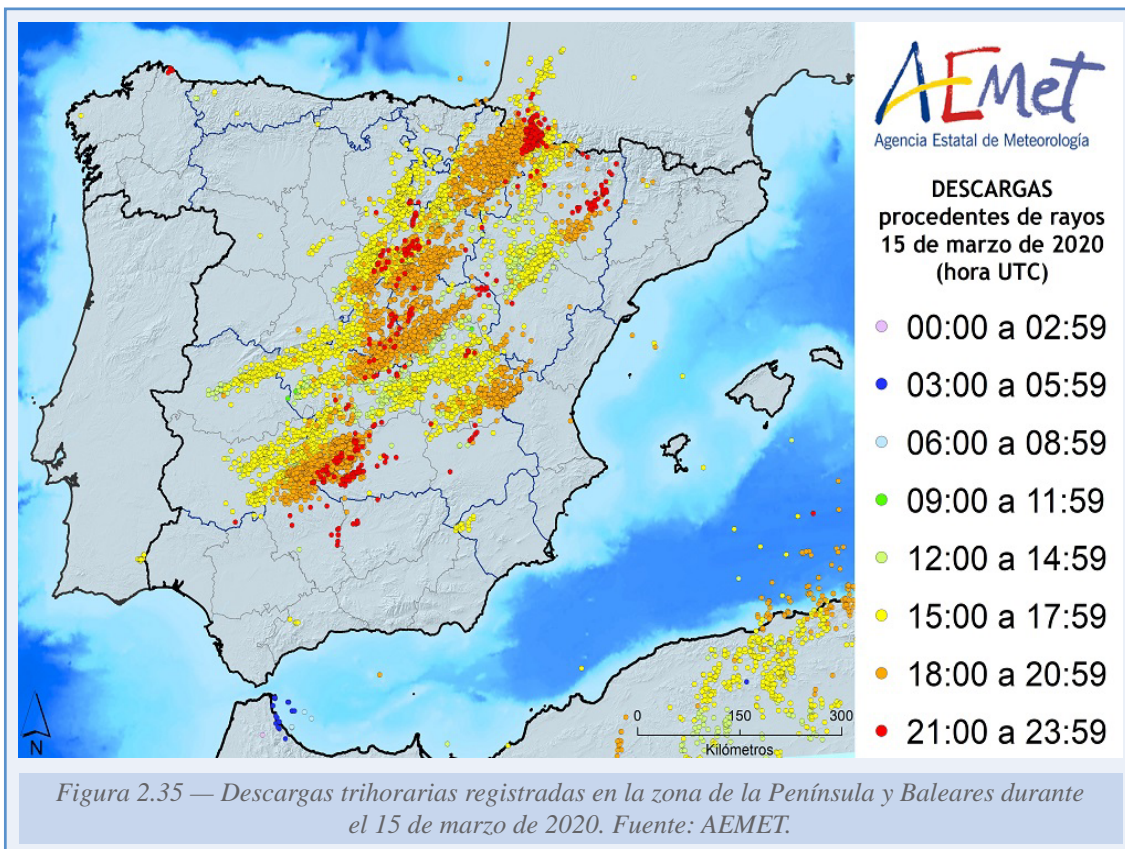 AEMet
Agencia Estatal de Meteorología
DESCARGAS
procedentes de rayos
15 de marzo de 2020
(hora UTC)
00:00 a 02:59
03:00 a 05:59
06:00 a 08:59
09:00 a 11:59
12:00 a 14:59
15:00 a 17:59
18:00 a 20:59
21:00 a 23:59
N
0 150 300
Kilómetros
Figura 2.35 — Descargas trihorarias registradas en la zona de la Península y Baleares durante
el 15 de marzo de 2020. Fuente: AEMET.